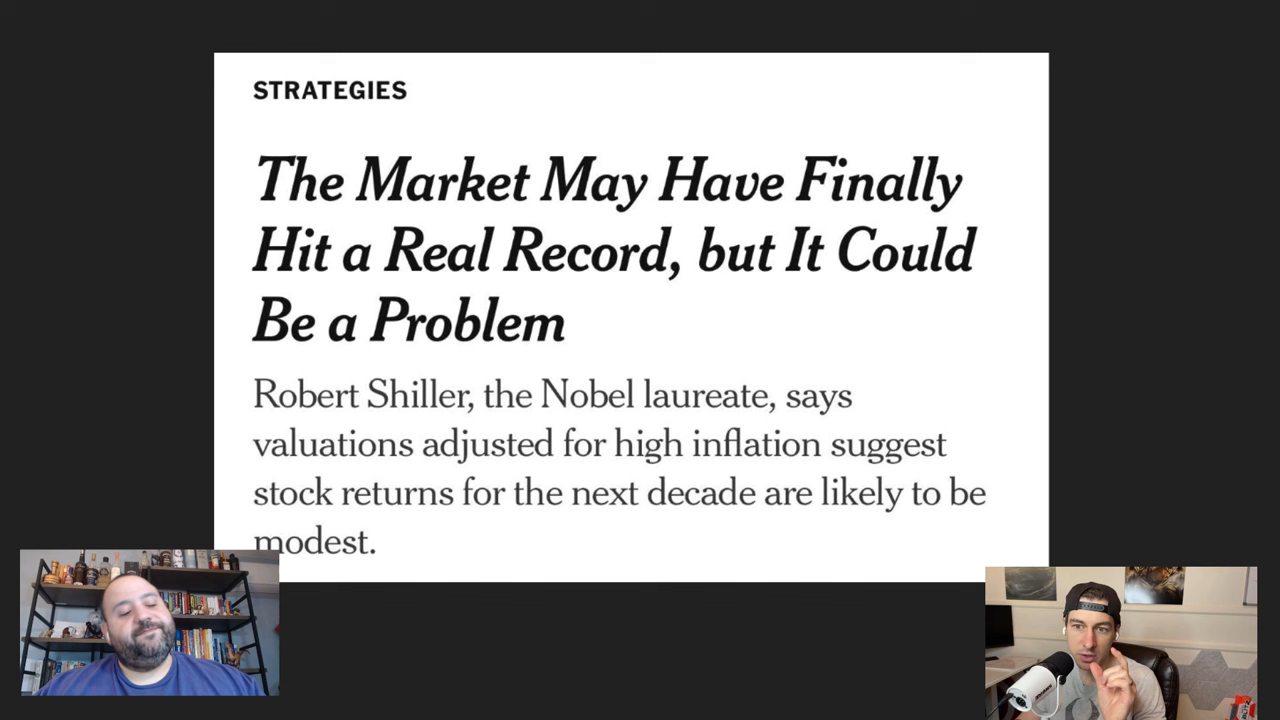 STRATEGIES
The Market May Have Finally
Hit a Real Record, but It Could
Be a Problem
Robert Shiller, the Nobel laureate, says
valuations adjusted for high inflation suggest
stock returns for the next decade are likely to be
modest.